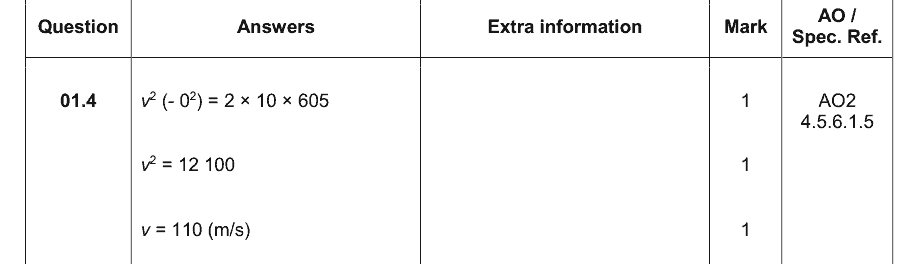 Question Answers Extra information Mark AO / Spec. Ref.
01.4 v² (- 0²) = 2 × 10 × 605 1 AO2
4.5.6.1.5
v² = 12 100 1
v = 110 (m/s) 1